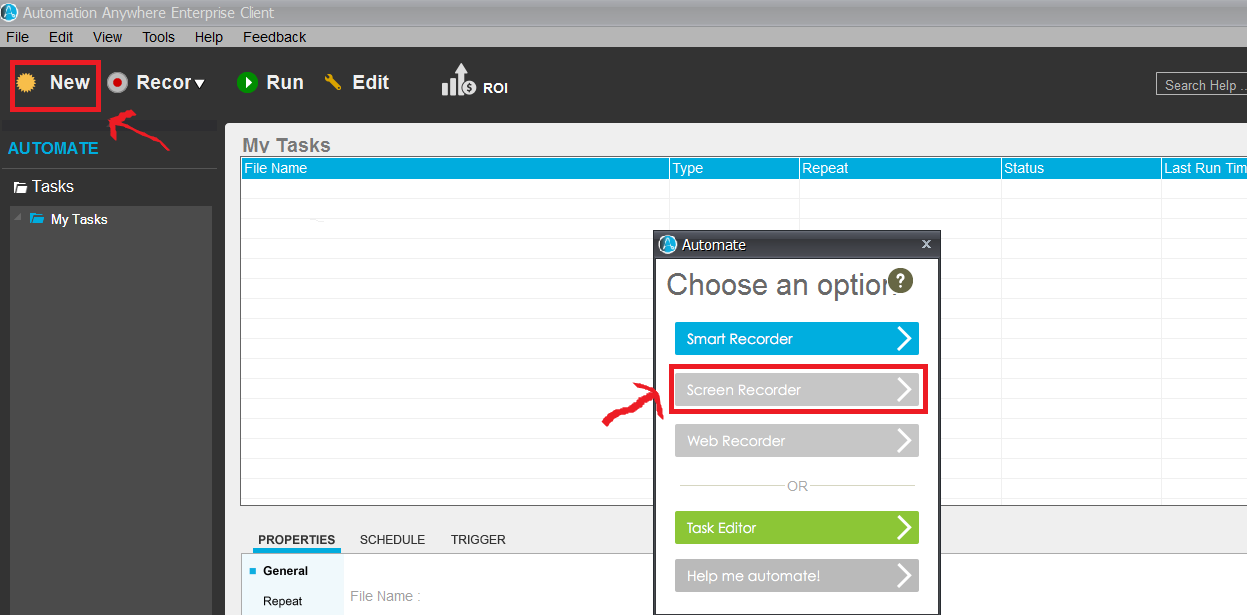 Automation Anywhere Enterprise Client
File Edit View Tools Help Feedback
New Recor Run Edit ROI
Search Help ..
AUTOMATE
Tasks
My Tasks
My Tasks
File Name Type Repeat Status Last Run Tim
Automate x
Choose an option ?
Smart Recorder
Screen Recorder
Web Recorder
OR
Task Editor
Help me automate!
PROPERTIES SCHEDULE TRIGGER
General
Repeat
File Name :